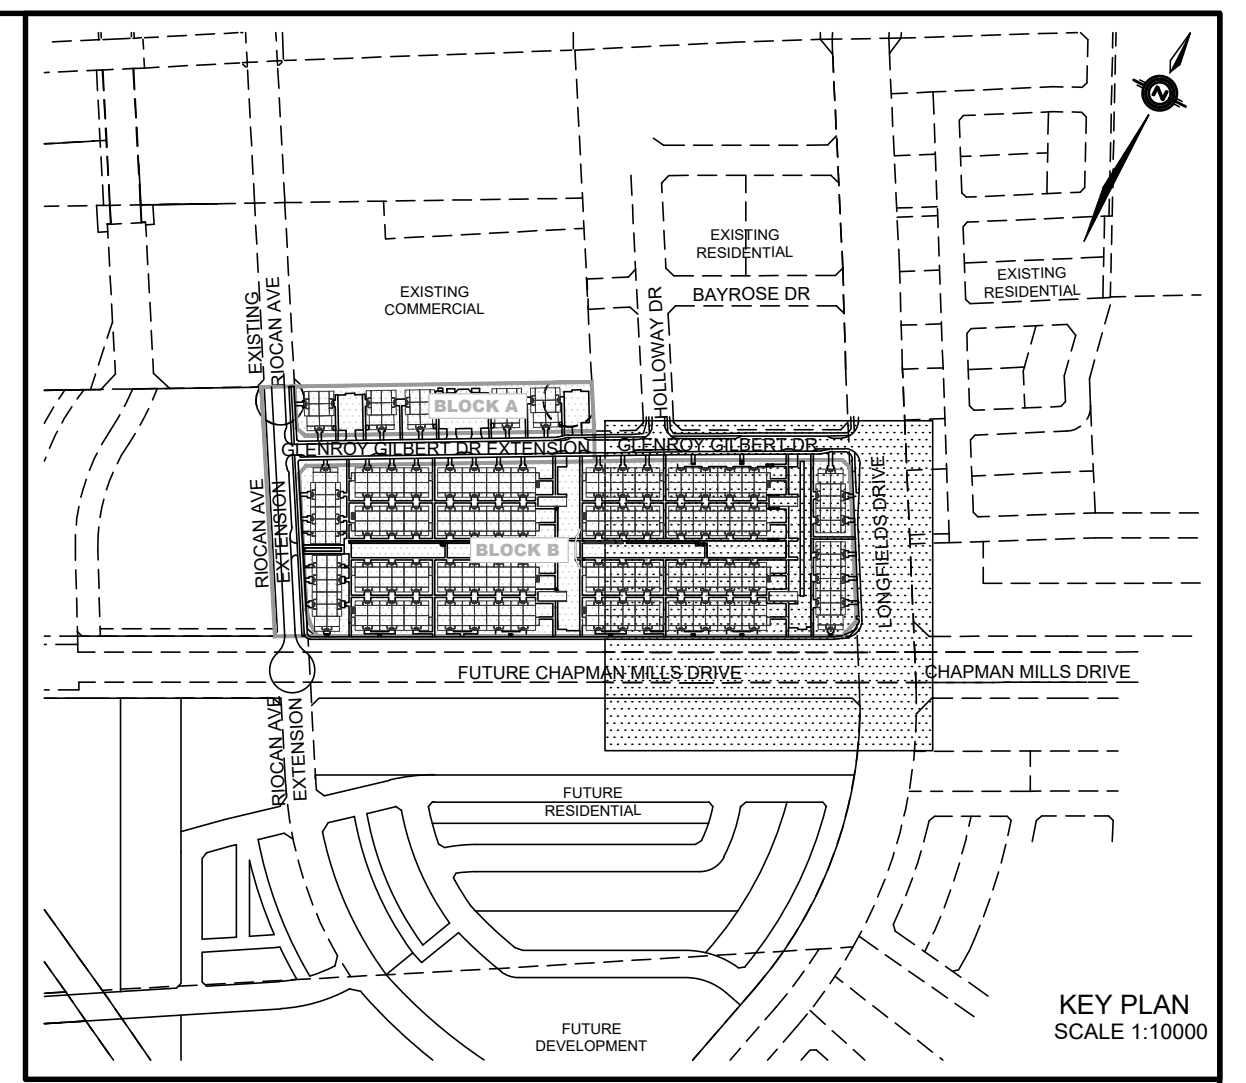 EXISTING
RESIDENTIAL
EXISTING
RESIDENTIAL
BAYROSE DR
EXISTING
COMMERCIAL
EXISTING
RIOCAN AVE
HOLLOWAY DR
BLOCK A
GLENROY GILBERT DR EXTENSION
GLENROY GILBERT DR
RIOCAN AVE
EXTENSION
BLOCK B
LONGFIELDS DRIVE
FUTURE CHAPMAN MILLS DRIVE
CHAPMAN MILLS DRIVE
RIOCAN AVE
EXTENSION
FUTURE
RESIDENTIAL
KEY PLAN
SCALE 1:10000
FUTURE
DEVELOPMENT
N